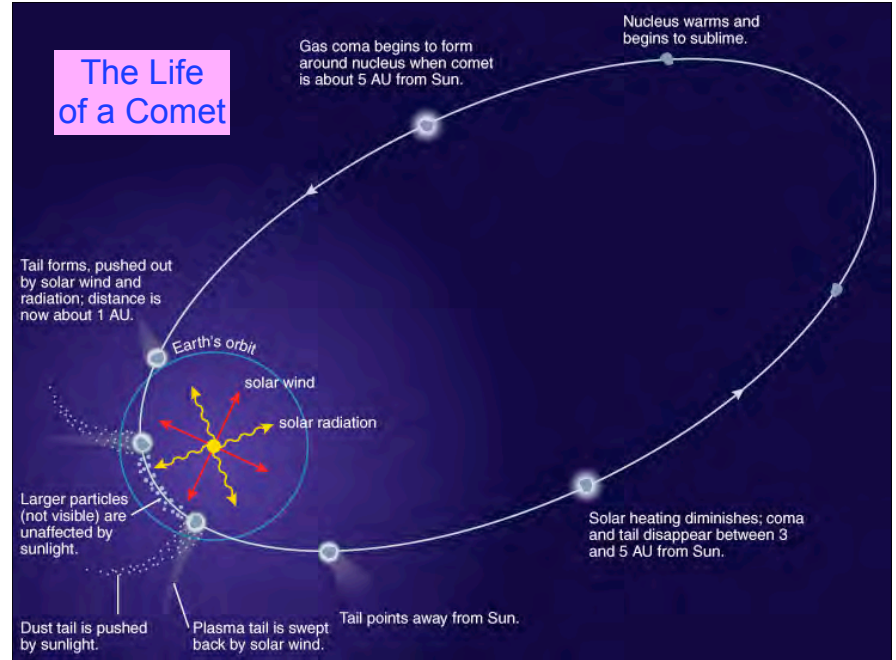 The Life
of a Comet
Gas coma begins to form
around nucleus when comet
is about 5 AU from Sun.
Nucleus warms and
begins to sublime.
Tail forms, pushed out
by solar wind and
radiation; distance is
now about 1 AU.
Earth's orbit
solar wind
solar radiation
Larger particles
(not visible) are
unaffected by
sunlight.
Solar heating diminishes; coma
and tail disappear between 3
and 5 AU from Sun.
Tail points away from Sun.
Dust tail is pushed
by sunlight.
Plasma tail is swept
back by solar wind.